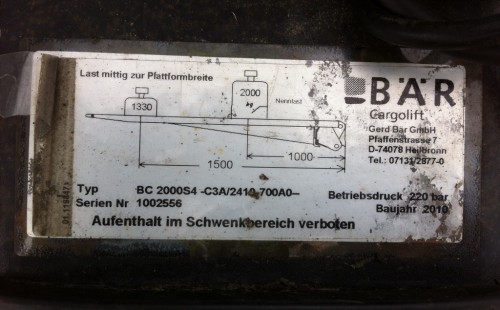 Last mittig zur Plattformbreite
2000
kg
Nennlast
1330
1000
1500
BÄR
Cargolift
Gerd Bär GmbH
Pfaffenstrasse 7
D-74078 Heilbronn
Tel.: 07131/2877-0
Typ BC 2000S4 -C3A/2410-700A0--
Betriebsdruck 220 bar
Serien Nr 1002556
Baujahr 2010
Aufenthalt im Schwenkbereich verboten